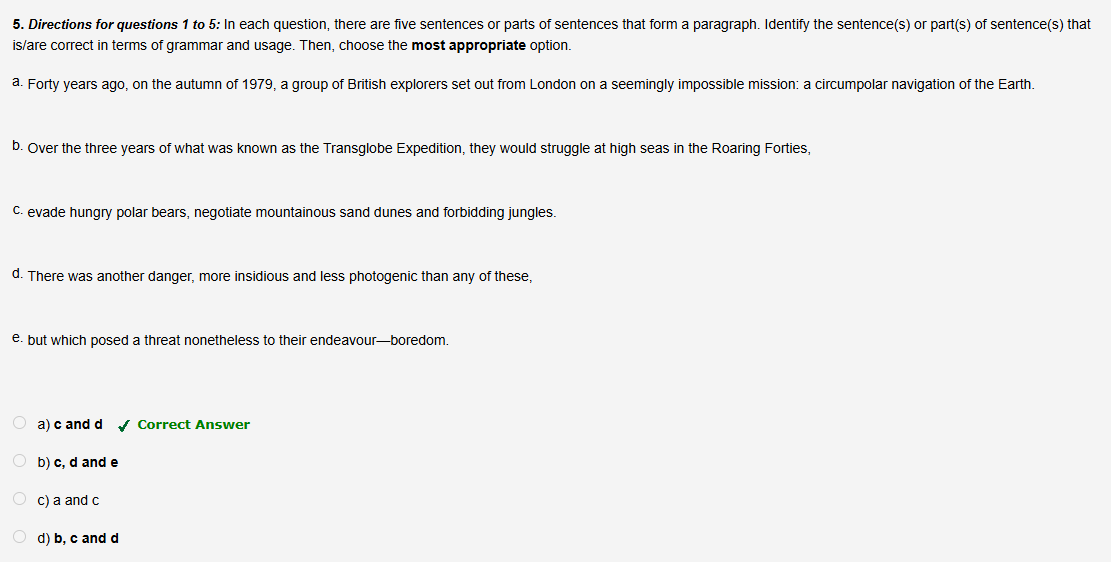 5. Directions for questions 1 to 5: In each question, there are five sentences or parts of sentences that form a paragraph. Identify the sentence(s) or part(s) of sentence(s) that
is/are correct in terms of grammar and usage. Then, choose the most appropriate option.
a. Forty years ago, on the autumn of 1979, a group of British explorers set out from London on a seemingly impossible mission: a circumpolar navigation of the Earth.
b. Over the three years of what was known as the Transglobe Expedition, they would struggle at high seas in the Roaring Forties,
c. evade hungry polar bears, negotiate mountainous sand dunes and forbidding jungles.
d. There was another danger, more insidious and less photogenic than any of these,
e. but which posed a threat nonetheless to their endeavour—boredom.
a) c and d ✓ Correct Answer
b) c, d and e
c) a and c
d) b, c and d